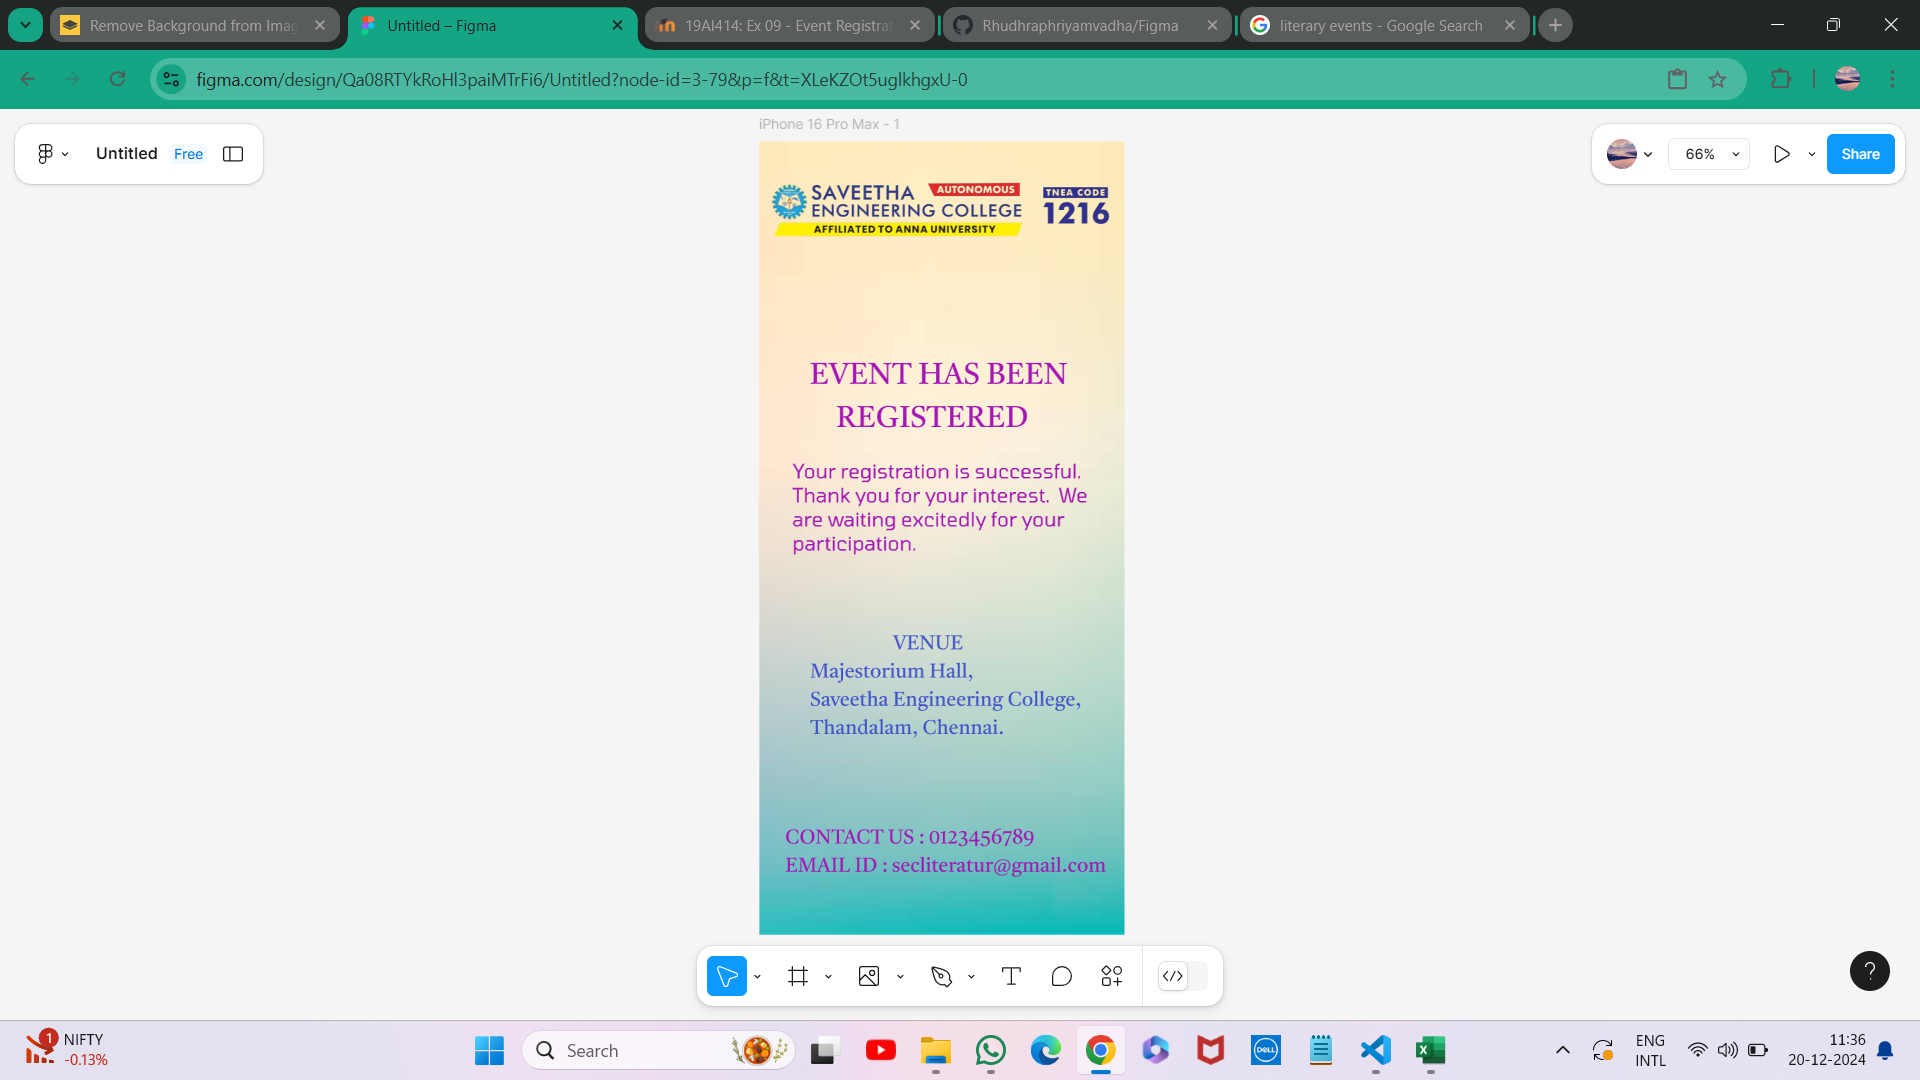 Remove Background from Imag
Untitled – Figma
19AI414: Ex 09 - Event Registrat
Rhudhraphriyamvadha/Figma
literary events - Google Search
figma.com/design/Qa08RTYkRoHl3paiMTrFi6/Untitled?node-id=3-79&p=f&t=XLeKZOt5uglkhgxU-0
iPhone 16 Pro Max - 1
Untitled Free
66%
Share
SAVEETHA AUTONOMOUS
ENGINEERING COLLEGE
AFFILIATED TO ANNA UNIVERSITY
TNEA CODE
1216
EVENT HAS BEEN
REGISTERED
Your registration is successful.
Thank you for your interest.  We
are waiting excitedly for your
participation.
VENUE
Majestorium Hall,
Saveetha Engineering College,
Thandalam, Chennai.
CONTACT US : 0123456789
EMAIL ID : secliteratur@gmail.com
?
1
NIFTY
-0.13%
Search
DELL
ENG
INTL
11:36
20-12-2024